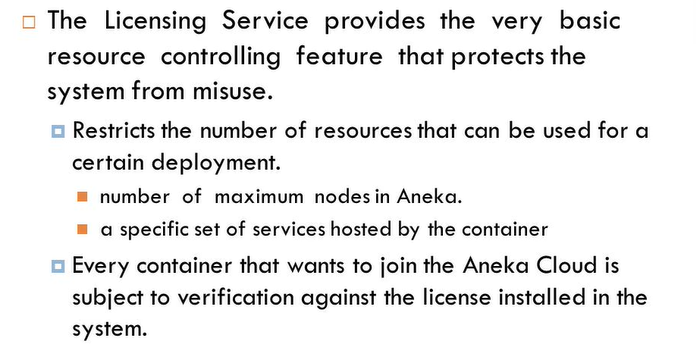 The Licensing Service provides the very basic
resource controlling feature that protects the
system from misuse.
Restricts the number of resources that can be used for a
certain deployment.
number of maximum nodes in Aneka.
a specific set of services hosted by the container
Every container that wants to join the Aneka Cloud is
subject to verification against the license installed in the
system.